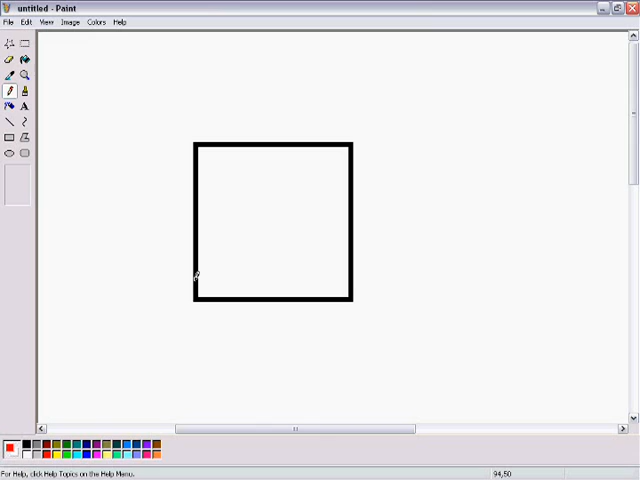 untitled - Paint
File Edit View Image Colors Help
A
For Help, click Help Topics on the Help Menu.
94,50